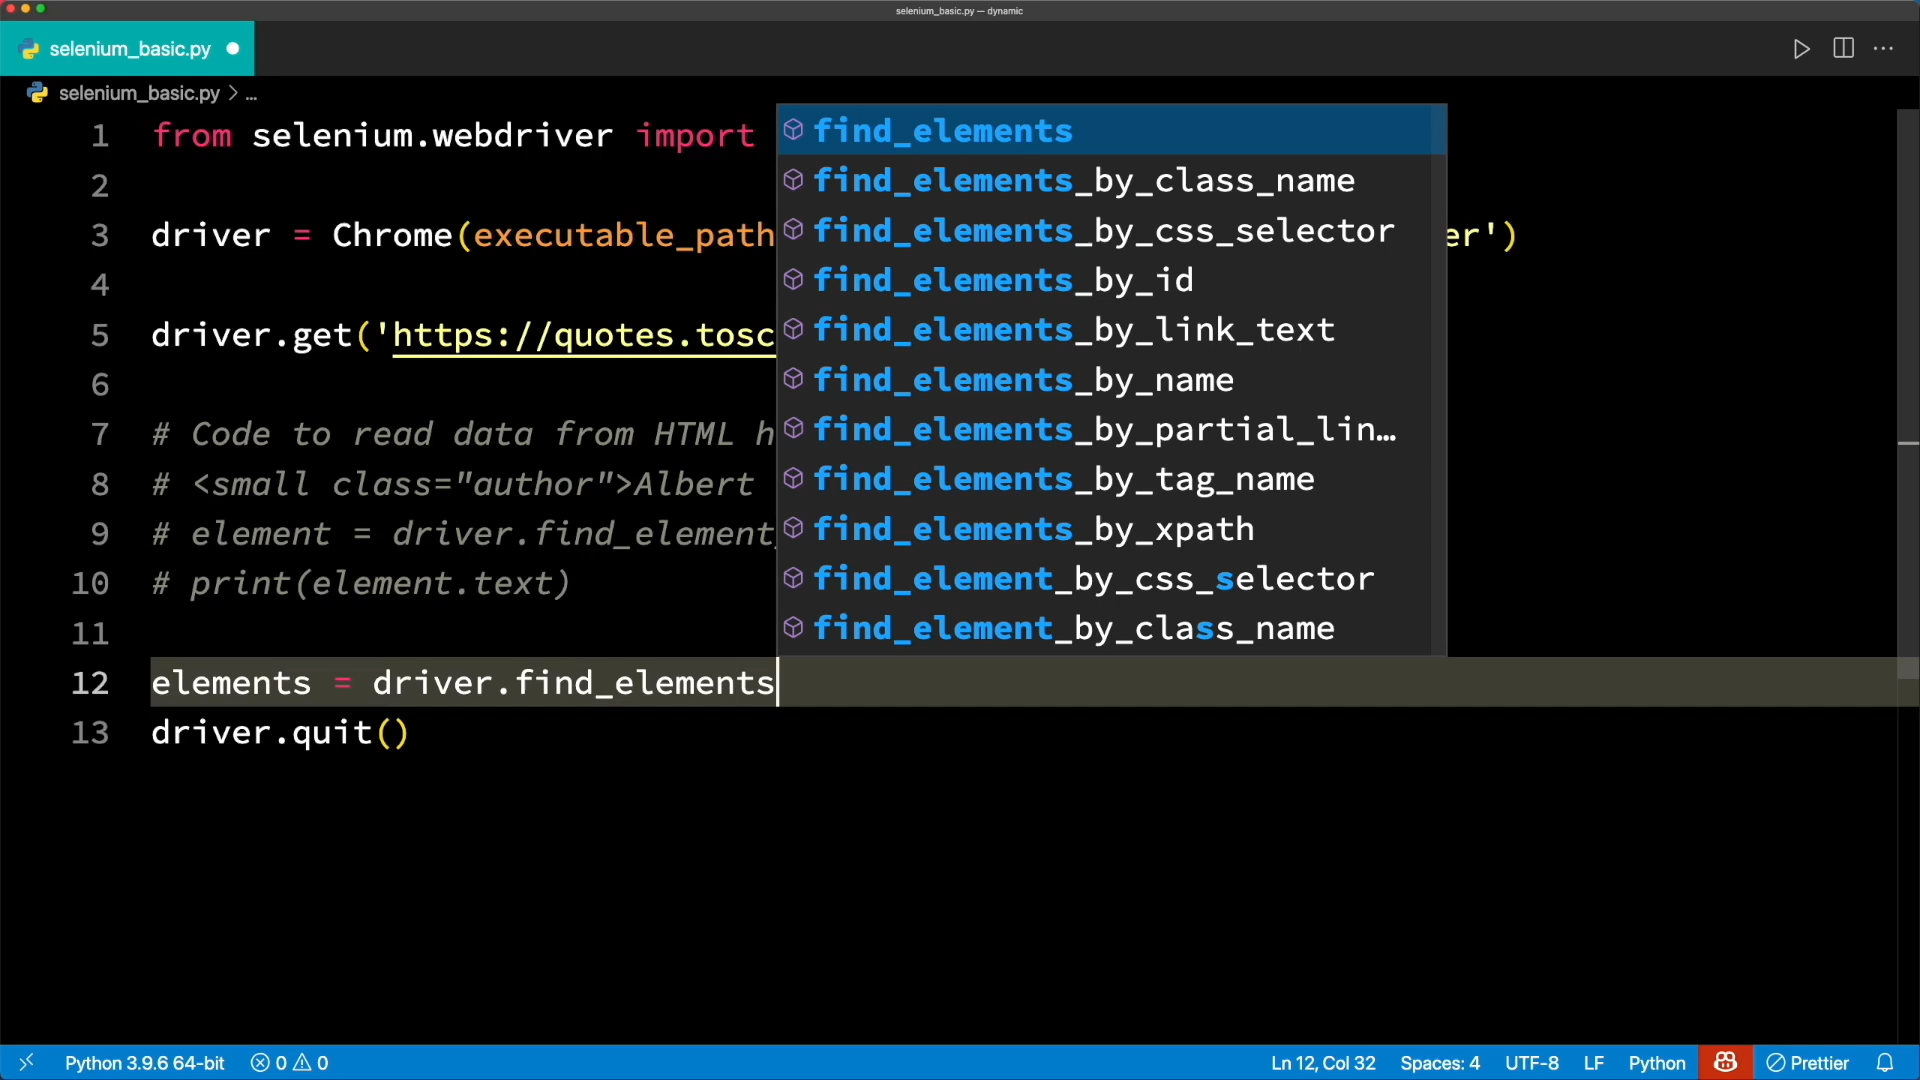 selenium_basic.py — dynamic
selenium_basic.py
selenium_basic.py > ...
1 from selenium.webdriver import
2
3 driver = Chrome(executable_path er')
4
5 driver.get('https://quotes.tosc
6
7 # Code to read data from HTML h
8 # <small class="author">Albert
9 # element = driver.find_element_
10 # print(element.text)
11
12 elements = driver.find_elements
13 driver.quit()
find_elements
find_elements_by_class_name
find_elements_by_css_selector
find_elements_by_id
find_elements_by_link_text
find_elements_by_name
find_elements_by_partial_lin…
find_elements_by_tag_name
find_elements_by_xpath
find_element_by_css_selector
find_element_by_class_name
Python 3.9.6 64-bit 0 0 Ln 12, Col 32 Spaces: 4 UTF-8 LF Python Prettier